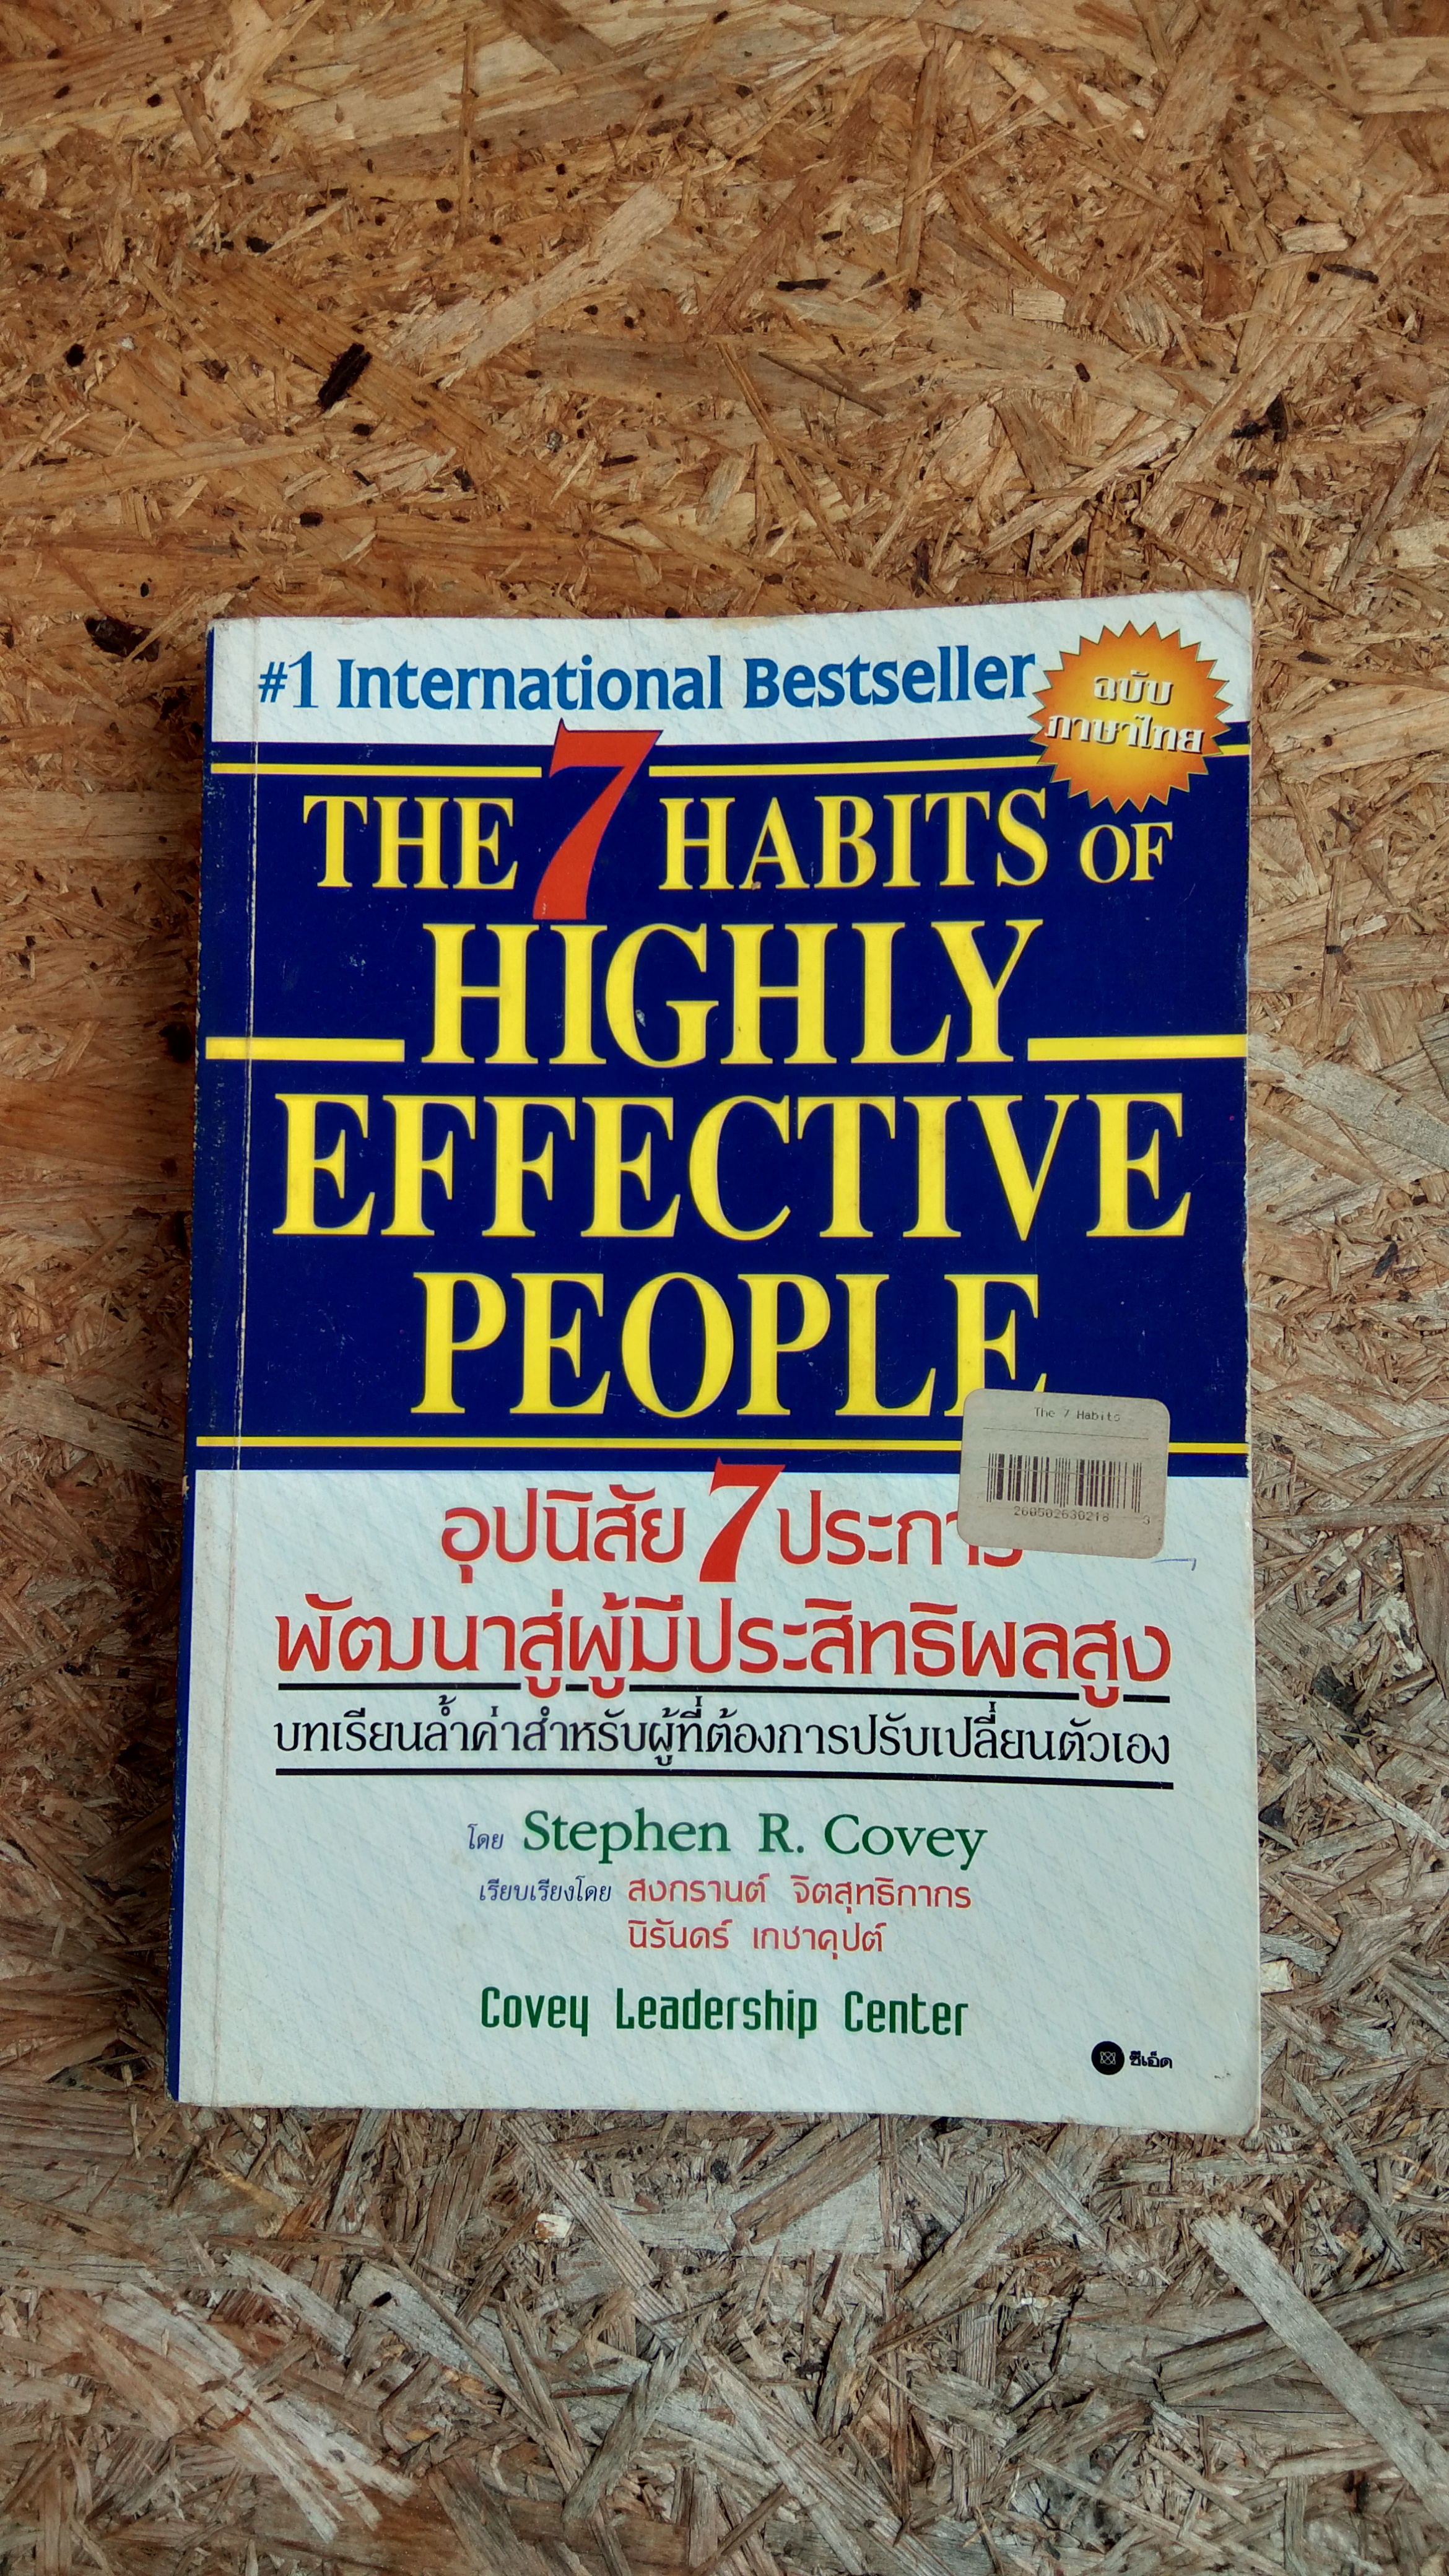 #1 International Bestseller
ฉบับ
ภาษาไทย
THE 7 HABITS OF
HIGHLY
EFFECTIVE
PEOPLE
The 7 Habits
260502630218 3
อุปนิสัย 7 ประการ
พัฒนาสู่ผู้มีประสิทธิผลสูง
บทเรียนล้ำค่าสำหรับผู้ที่ต้องการปรับเปลี่ยนตัวเอง
โดย Stephen R. Covey
เรียบเรียงโดย สงกรานต์ จิตสุทธิภากร
นิรันดร์ เกชาคุปต์
Covey Leadership Center
ซีเอ็ด